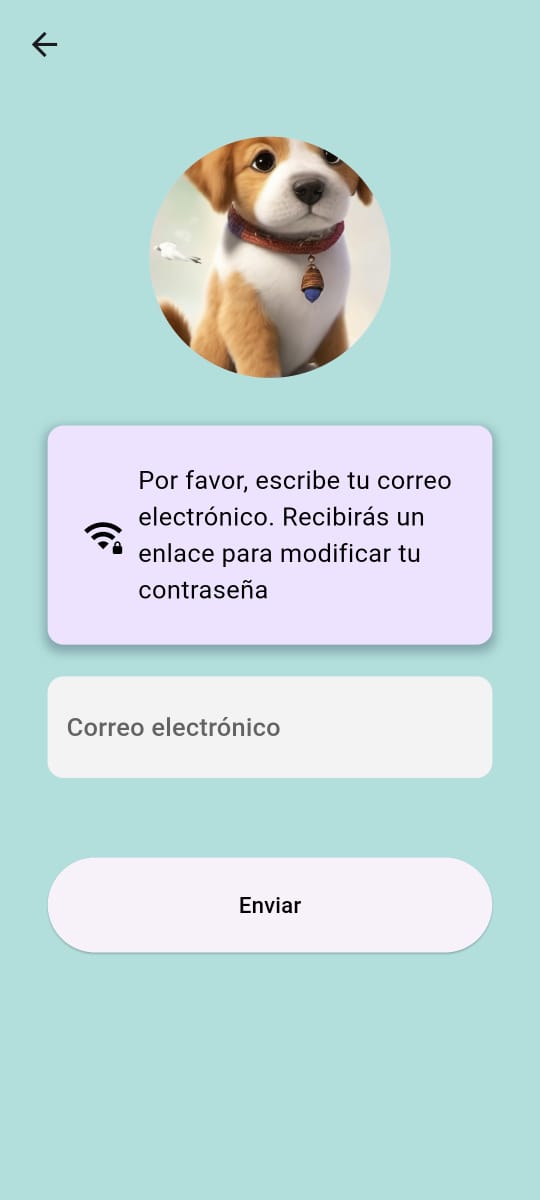 Por favor, escribe tu correo
electrónico. Recibirás un
enlace para modificar tu
contraseña
Correo electrónico
Enviar